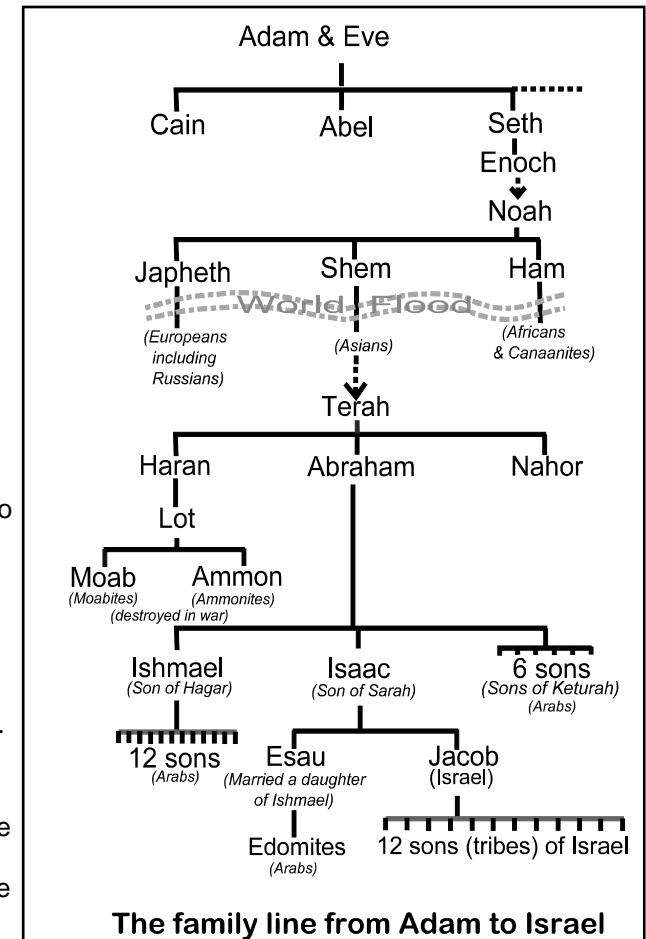 Adam & Eve
Cain Abel Seth
Enoch
Noah
Japheth Shem Ham
World Flood
(Europeans
including
Russians)
(Asians)
(Africans
& Canaanites)
Terah
Haran Abraham Nahor
Lot
Moab Ammon
(Moabites) (Ammonites)
(destroyed in war)
Ishmael
(Son of Hagar)
Isaac
(Son of Sarah)
6 sons
(Sons of Keturah)
(Arabs)
12 sons
(Arabs)
Esau
(Married a daughter
of Ishmael)
Jacob
(Israel)
Edomites
(Arabs)
12 sons (tribes) of Israel
The family line from Adam to Israel